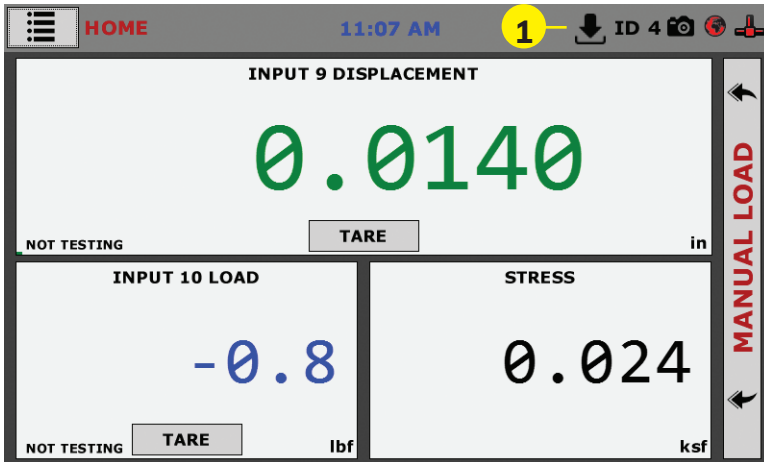 HOME
11:07 AM
1
ID 4
INPUT 9 DISPLACEMENT
0.0140
NOT TESTING
TARE
in
MANUAL LOAD
INPUT 10 LOAD
-0.8
NOT TESTING
TARE
lbf
STRESS
0.024
ksf